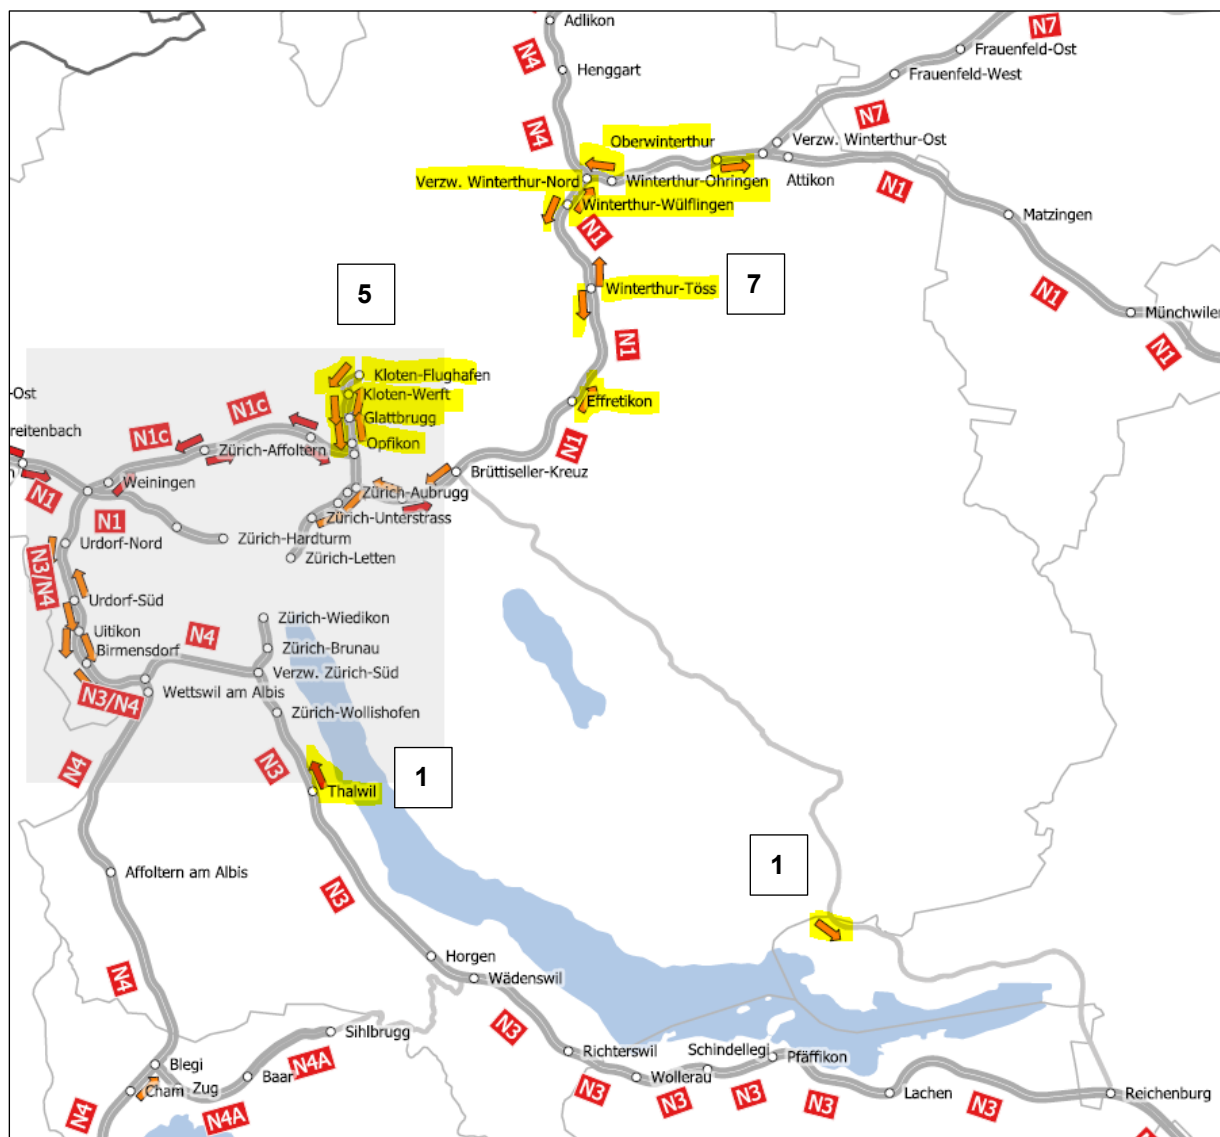 Adlikon
N7
Frauenfeld-Ost
N4
Henggart
Frauenfeld-West
N7
N4
Oberwinterthur
Verzw. Winterthur-Ost
Verzw. Winterthur-Nord
Winterthur-Ohringen
Attikon
N1
Winterthur-Wülflingen
Matzingen
N1
5
7
Winterthur-Töss
N1
Münchwilen
N1
N1
Kloten-Flughafen
-Ost
Kloten-Werft
Effretikon
N1c
Glattbrugg
reitenbach
N1c
Opfikon
Zürich-Affoltern
N1
Brüttiseller-Kreuz
Weiningen
N1
Zürich-Aubrugg
N1
Zürich-Unterstrass
Urdorf-Nord
Zürich-Hardturm
Zürich-Letten
N3/N4
Urdorf-Süd
Zürich-Wiedikon
Uitikon
N4
Birmensdorf
Zürich-Brunau
Verzw. Zürich-Süd
N3/N4
Wettswil am Albis
Zürich-Wollishofen
N4
N3
1
Thalwil
1
Affoltern am Albis
N3
Horgen
N4
Wädenswil
N3
Sihlbrugg
Richterswil
Schindellegi
Pfäffikon
Blegi
N4A
Baar
Wollerau
Cham
Zug
N3
N3
N3
N3
Lachen
N3
Reichenburg
N4
N4A